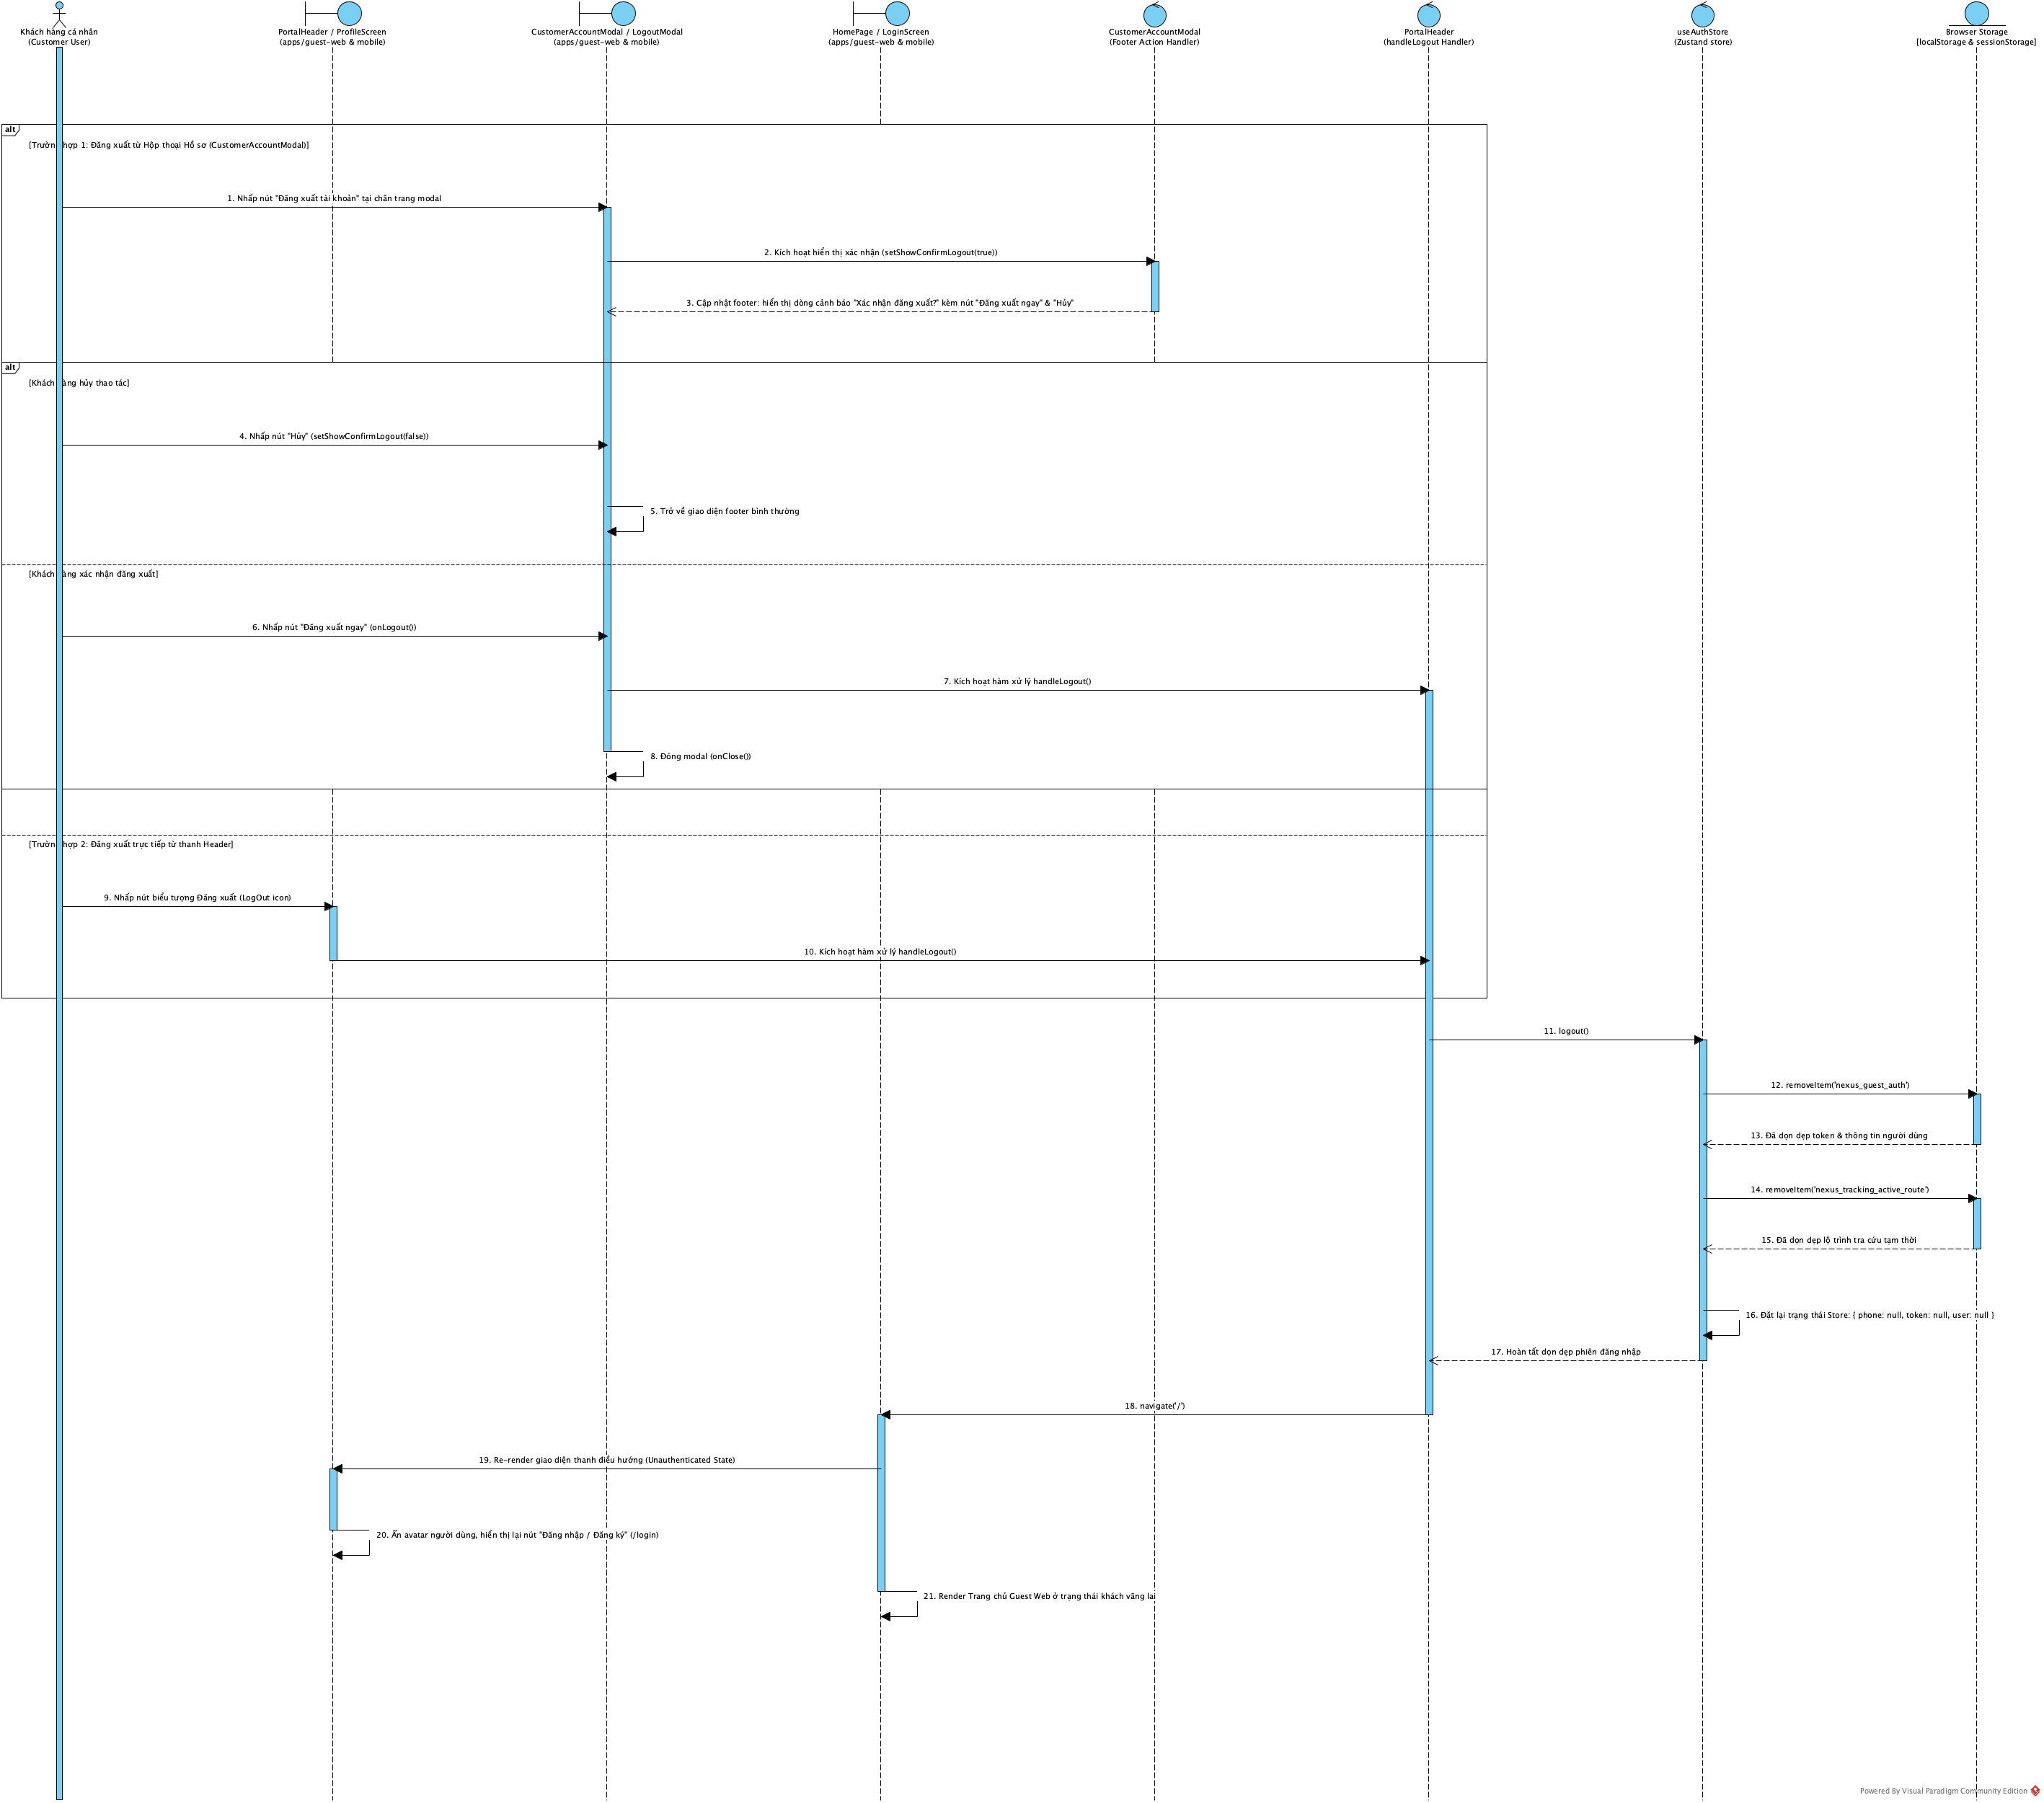 Khách hàng cá nhân
(Customer User)
PortalHeader / ProfileScreen
(apps/guest-web & mobile)
CustomerAccountModal / LogoutModal
(apps/guest-web & mobile)
HomePage / LoginScreen
(apps/guest-web & mobile)
CustomerAccountModal
(Footer Action Handler)
PortalHeader
(handleLogout Handler)
useAuthStore
(Zustand store)
Browser Storage
[localStorage & sessionStorage]
alt
[Trường hợp 1: Đăng xuất từ Hộp thoại Hồ sơ (CustomerAccountModal)]
1. Nhấp nút "Đăng xuất tài khoản" tại chân trang modal
2. Kích hoạt hiển thị xác nhận (setShowConfirmLogout(true))
3. Cập nhật footer: hiển thị dòng cảnh báo "Xác nhận đăng xuất?" kèm nút "Đăng xuất ngay" & "Hủy"
alt
[Khách hàng hủy thao tác]
4. Nhấp nút "Hủy" (setShowConfirmLogout(false))
5. Trở về giao diện footer bình thường
[Khách hàng xác nhận đăng xuất]
6. Nhấp nút "Đăng xuất ngay" (onLogout())
7. Kích hoạt hàm xử lý handleLogout()
8. Đóng modal (onClose())
[Trường hợp 2: Đăng xuất trực tiếp từ thanh Header]
9. Nhấp nút biểu tượng Đăng xuất (LogOut icon)
10. Kích hoạt hàm xử lý handleLogout()
11. logout()
12. removeItem('nexus_guest_auth')
13. Đã dọn dẹp token & thông tin người dùng
14. removeItem('nexus_tracking_active_route')
15. Đã dọn dẹp lộ trình tra cứu tạm thời
16. Đặt lại trạng thái Store: { phone: null, token: null, user: null }
17. Hoàn tất dọn dẹp phiên đăng nhập
18. navigate('/')
19. Re-render giao diện thanh điều hướng (Unauthenticated State)
20. Ẩn avatar người dùng, hiển thị lại nút "Đăng nhập / Đăng ký" (/login)
21. Render Trang chủ Guest Web ở trạng thái khách vãng lai
Powered By Visual Paradigm Community Edition